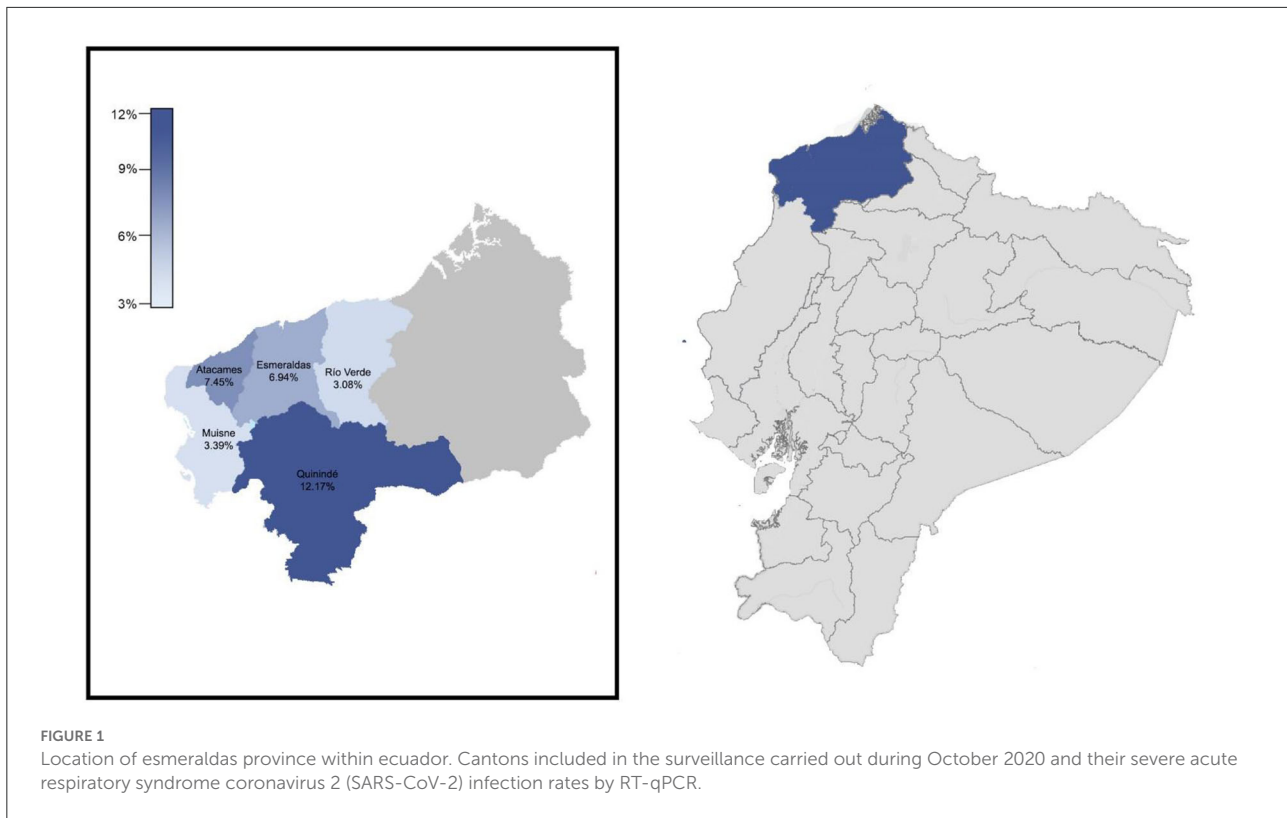 12%
9%
6%
3%
Atacames
7.45%
Esmeraldas
6.94%
Río Verde
3.08%
Muisne
3.39%
Quinindé
12.17%
FIGURE 1
Location of esmeraldas province within ecuador. Cantons included in the surveillance carried out during October 2020 and their severe acute
respiratory syndrome coronavirus 2 (SARS-CoV-2) infection rates by RT-qPCR.